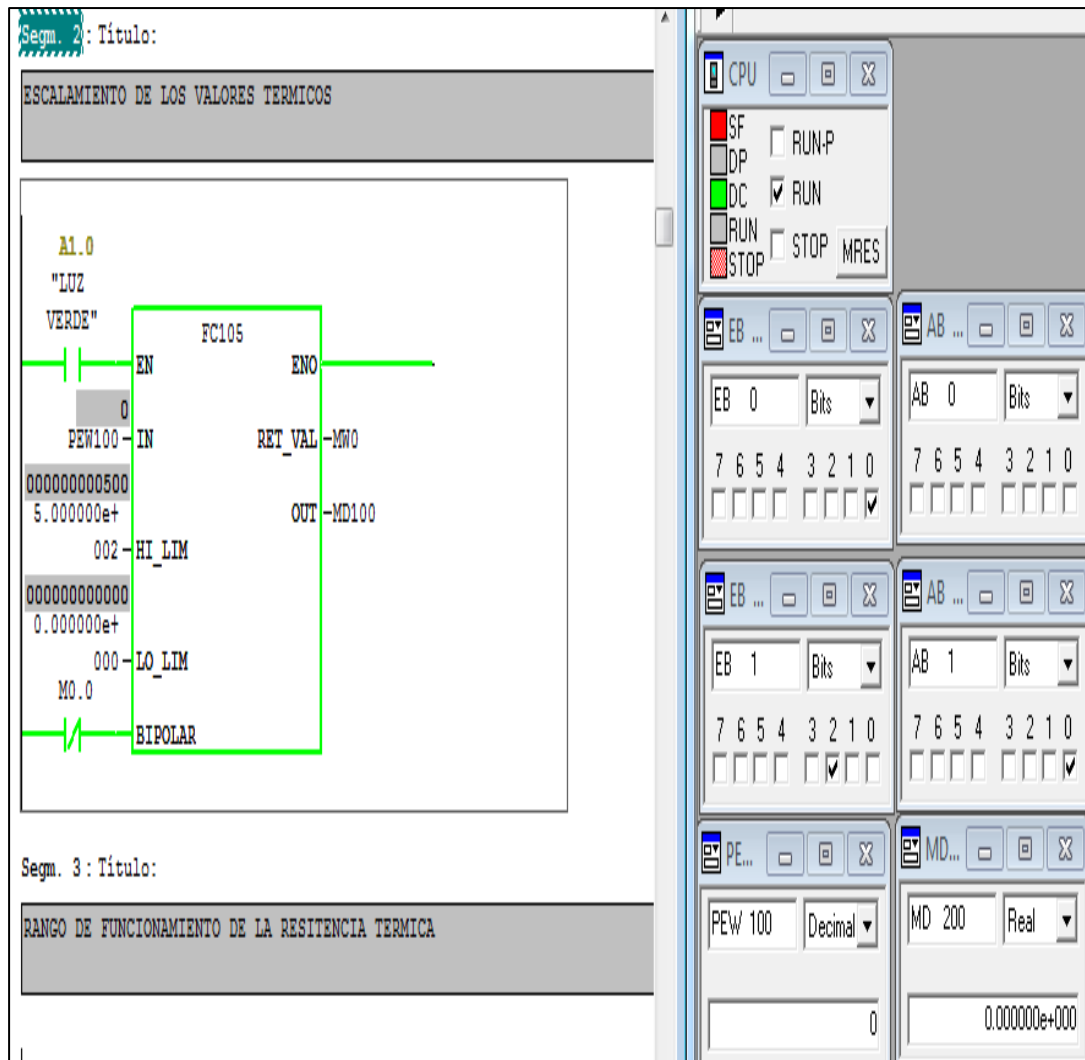 Segm. 2 : Título:
ESCALAMIENTO DE LOS VALORES TERMICOS
A1.0
"LUZ
VERDE"
FC105
EN ENO
0
PEW100 IN RET_VAL MW0
000000000500
5.000000e+ OUT MD100
002 HI_LIM
000000000000
0.000000e+
000 LO_LIM
M0.0
BIPOLAR
Segm. 3 : Título:
RANGO DE FUNCIONAMIENTO DE LA RESITENCIA TERMICA
CPU
SF
RUN-P
DP
DC RUN
RUN
STOP MRES
STOP
EB ...
EB 0 Bits
7 6 5 4 3 2 1 0
AB ...
AB 0 Bits
7 6 5 4 3 2 1 0
EB ...
EB 1 Bits
7 6 5 4 3 2 1 0
AB ...
AB 1 Bits
7 6 5 4 3 2 1 0
PE...
PEW 100 Decimal
0
MD...
MD 200 Real
0.000000e+000